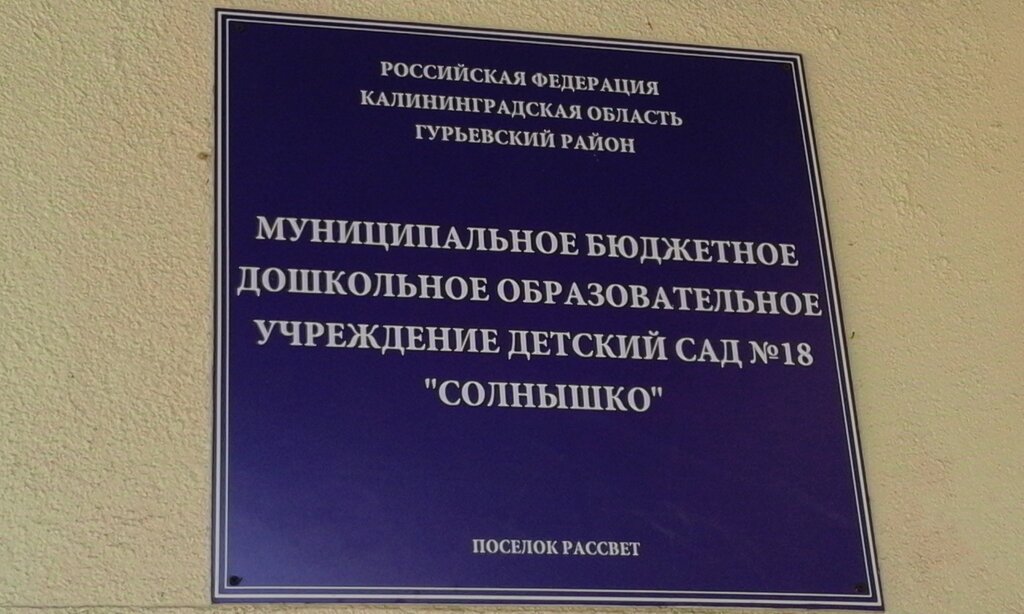 РОССИЙСКАЯ ФЕДЕРАЦИЯ
КАЛИНИНГРАДСКАЯ ОБЛАСТЬ
ГУРЬЕВСКИЙ РАЙОН
МУНИЦИПАЛЬНОЕ БЮДЖЕТНОЕ
ДОШКОЛЬНОЕ ОБРАЗОВАТЕЛЬНОЕ
УЧРЕЖДЕНИЕ ДЕТСКИЙ САД №18
"СОЛНЫШКО"
ПОСЕЛОК РАССВЕТ